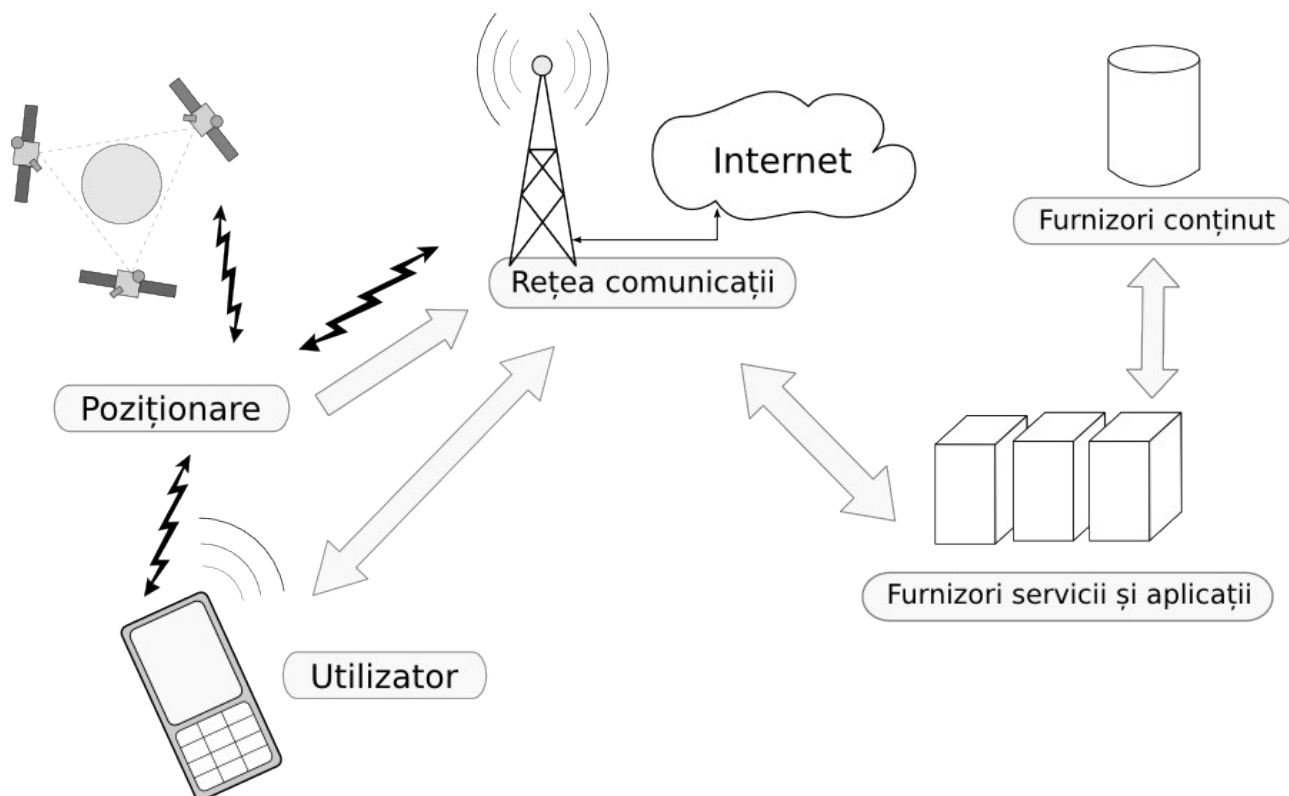 Internet
Furnizori conținut
Rețea comunicații
Poziționare
Furnizori servicii și aplicații
Utilizator